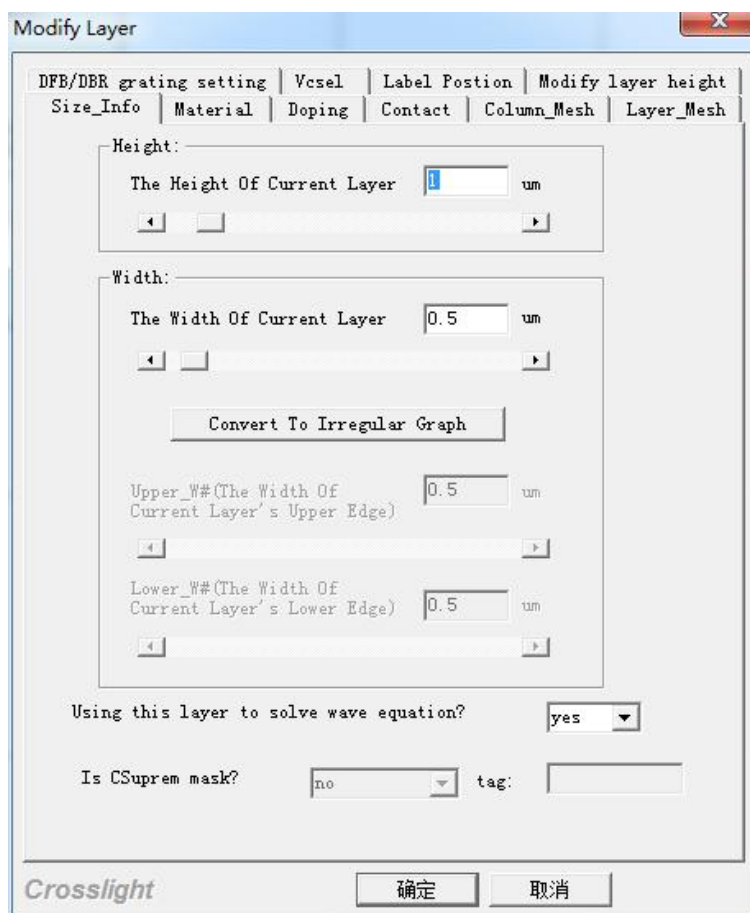 Modify Layer
X
DFB/DBR grating setting Vcsel Label Postion Modify layer height
Size_Info Material Doping Contact Column_Mesh Layer_Mesh
Height:
The Height Of Current Layer 1 um
Width:
The Width Of Current Layer 0.5 um
Convert To Irregular Graph
Upper_W#(The Width Of
Current Layer's Upper Edge) 0.5 um
Lower_W#(The Width Of
Current Layer's Lower Edge) 0.5 um
Using this layer to solve wave equation? yes
Is CSuprem mask? no tag:
Crosslight 确定 取消